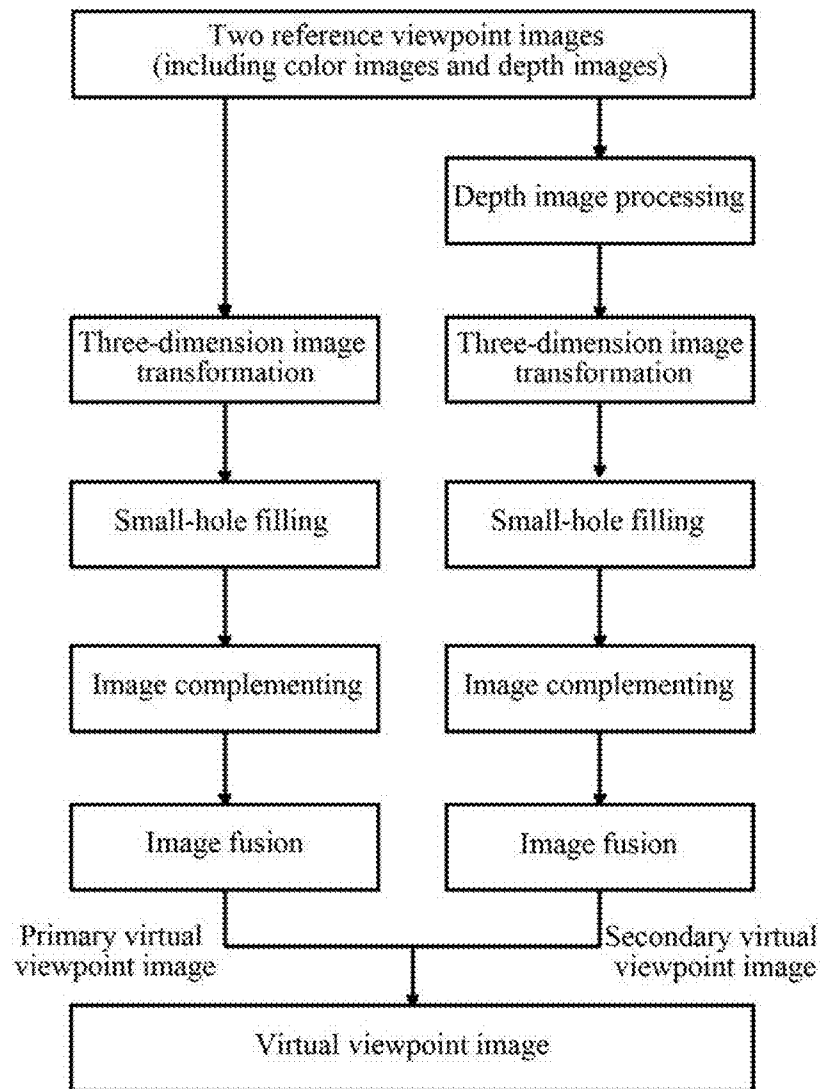 Two reference viewpoint images
(including color images and depth images)
Depth image processing
Three-dimension image
transformation
Three-dimension image
transformation
Small-hole filling
Small-hole filling
Image complementing
Image complementing
Image fusion
Image fusion
Primary virtual
viewpoint image
Secondary virtual
viewpoint image
Virtual viewpoint image